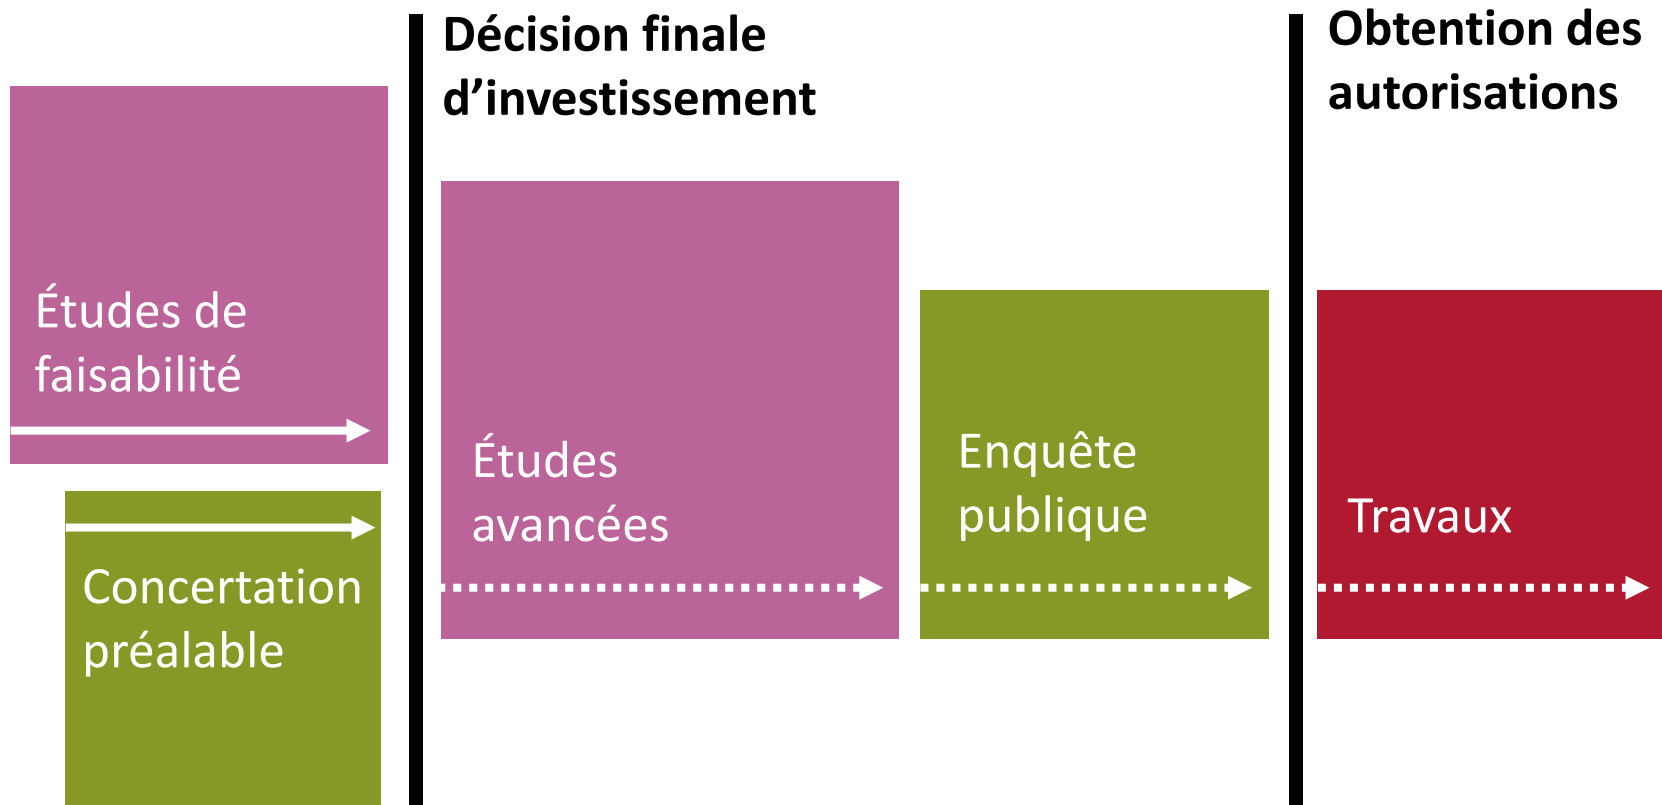 Décision finale
d’investissement
Obtention des
autorisations
Études de
faisabilité
Concertation
préalable
Études
avancées
Enquête
publique
Travaux